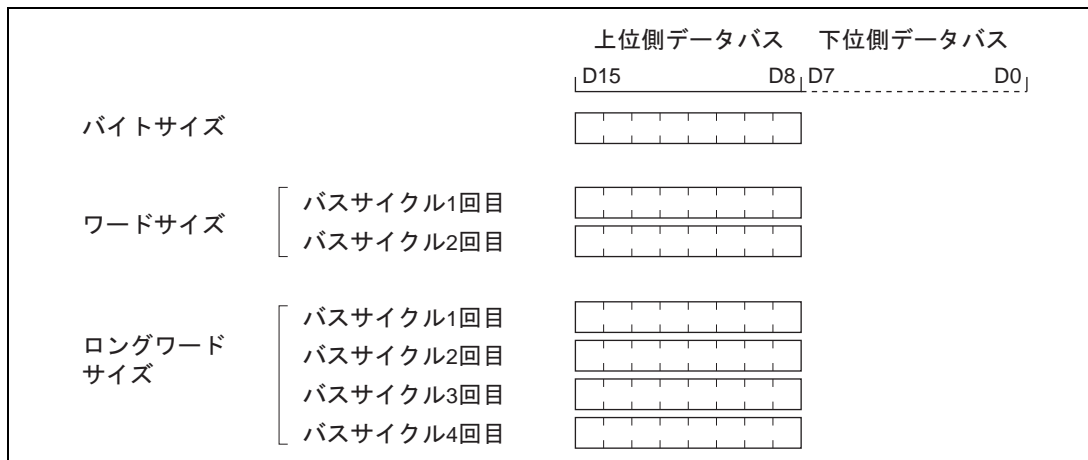 上位側データバス 下位側データバス
D15 D8 D7 D0
バイトサイズ
ワードサイズ
バスサイクル1回目
バスサイクル2回目
ロングワード
サイズ
バスサイクル1回目
バスサイクル2回目
バスサイクル3回目
バスサイクル4回目